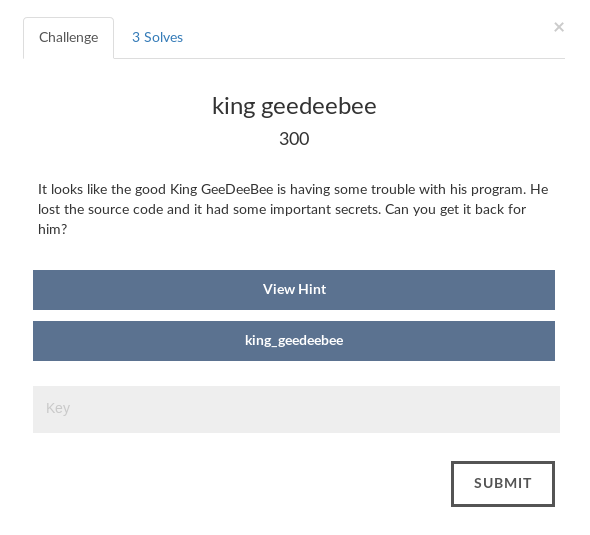 Challenge
3 Solves
×
king geedeebee
300
It looks like the good King GeeDeeBee is having some trouble with his program. He
lost the source code and it had some important secrets. Can you get it back for
him?
View Hint
king_geedeebee
Key
SUBMIT